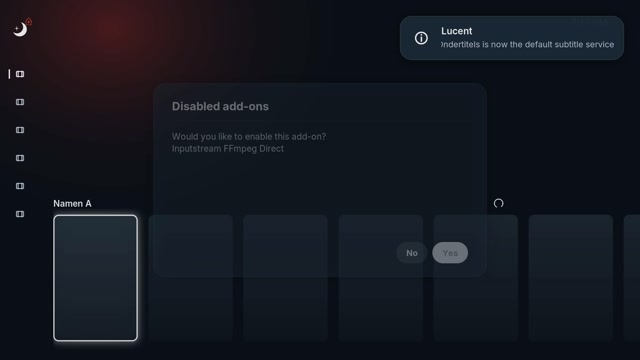 Lucent
Ondertitels is now the default subtitle service
Disabled add-ons
Would you like to enable this add-on?
Inputstream FFmpeg Direct
Namen A
No
Yes